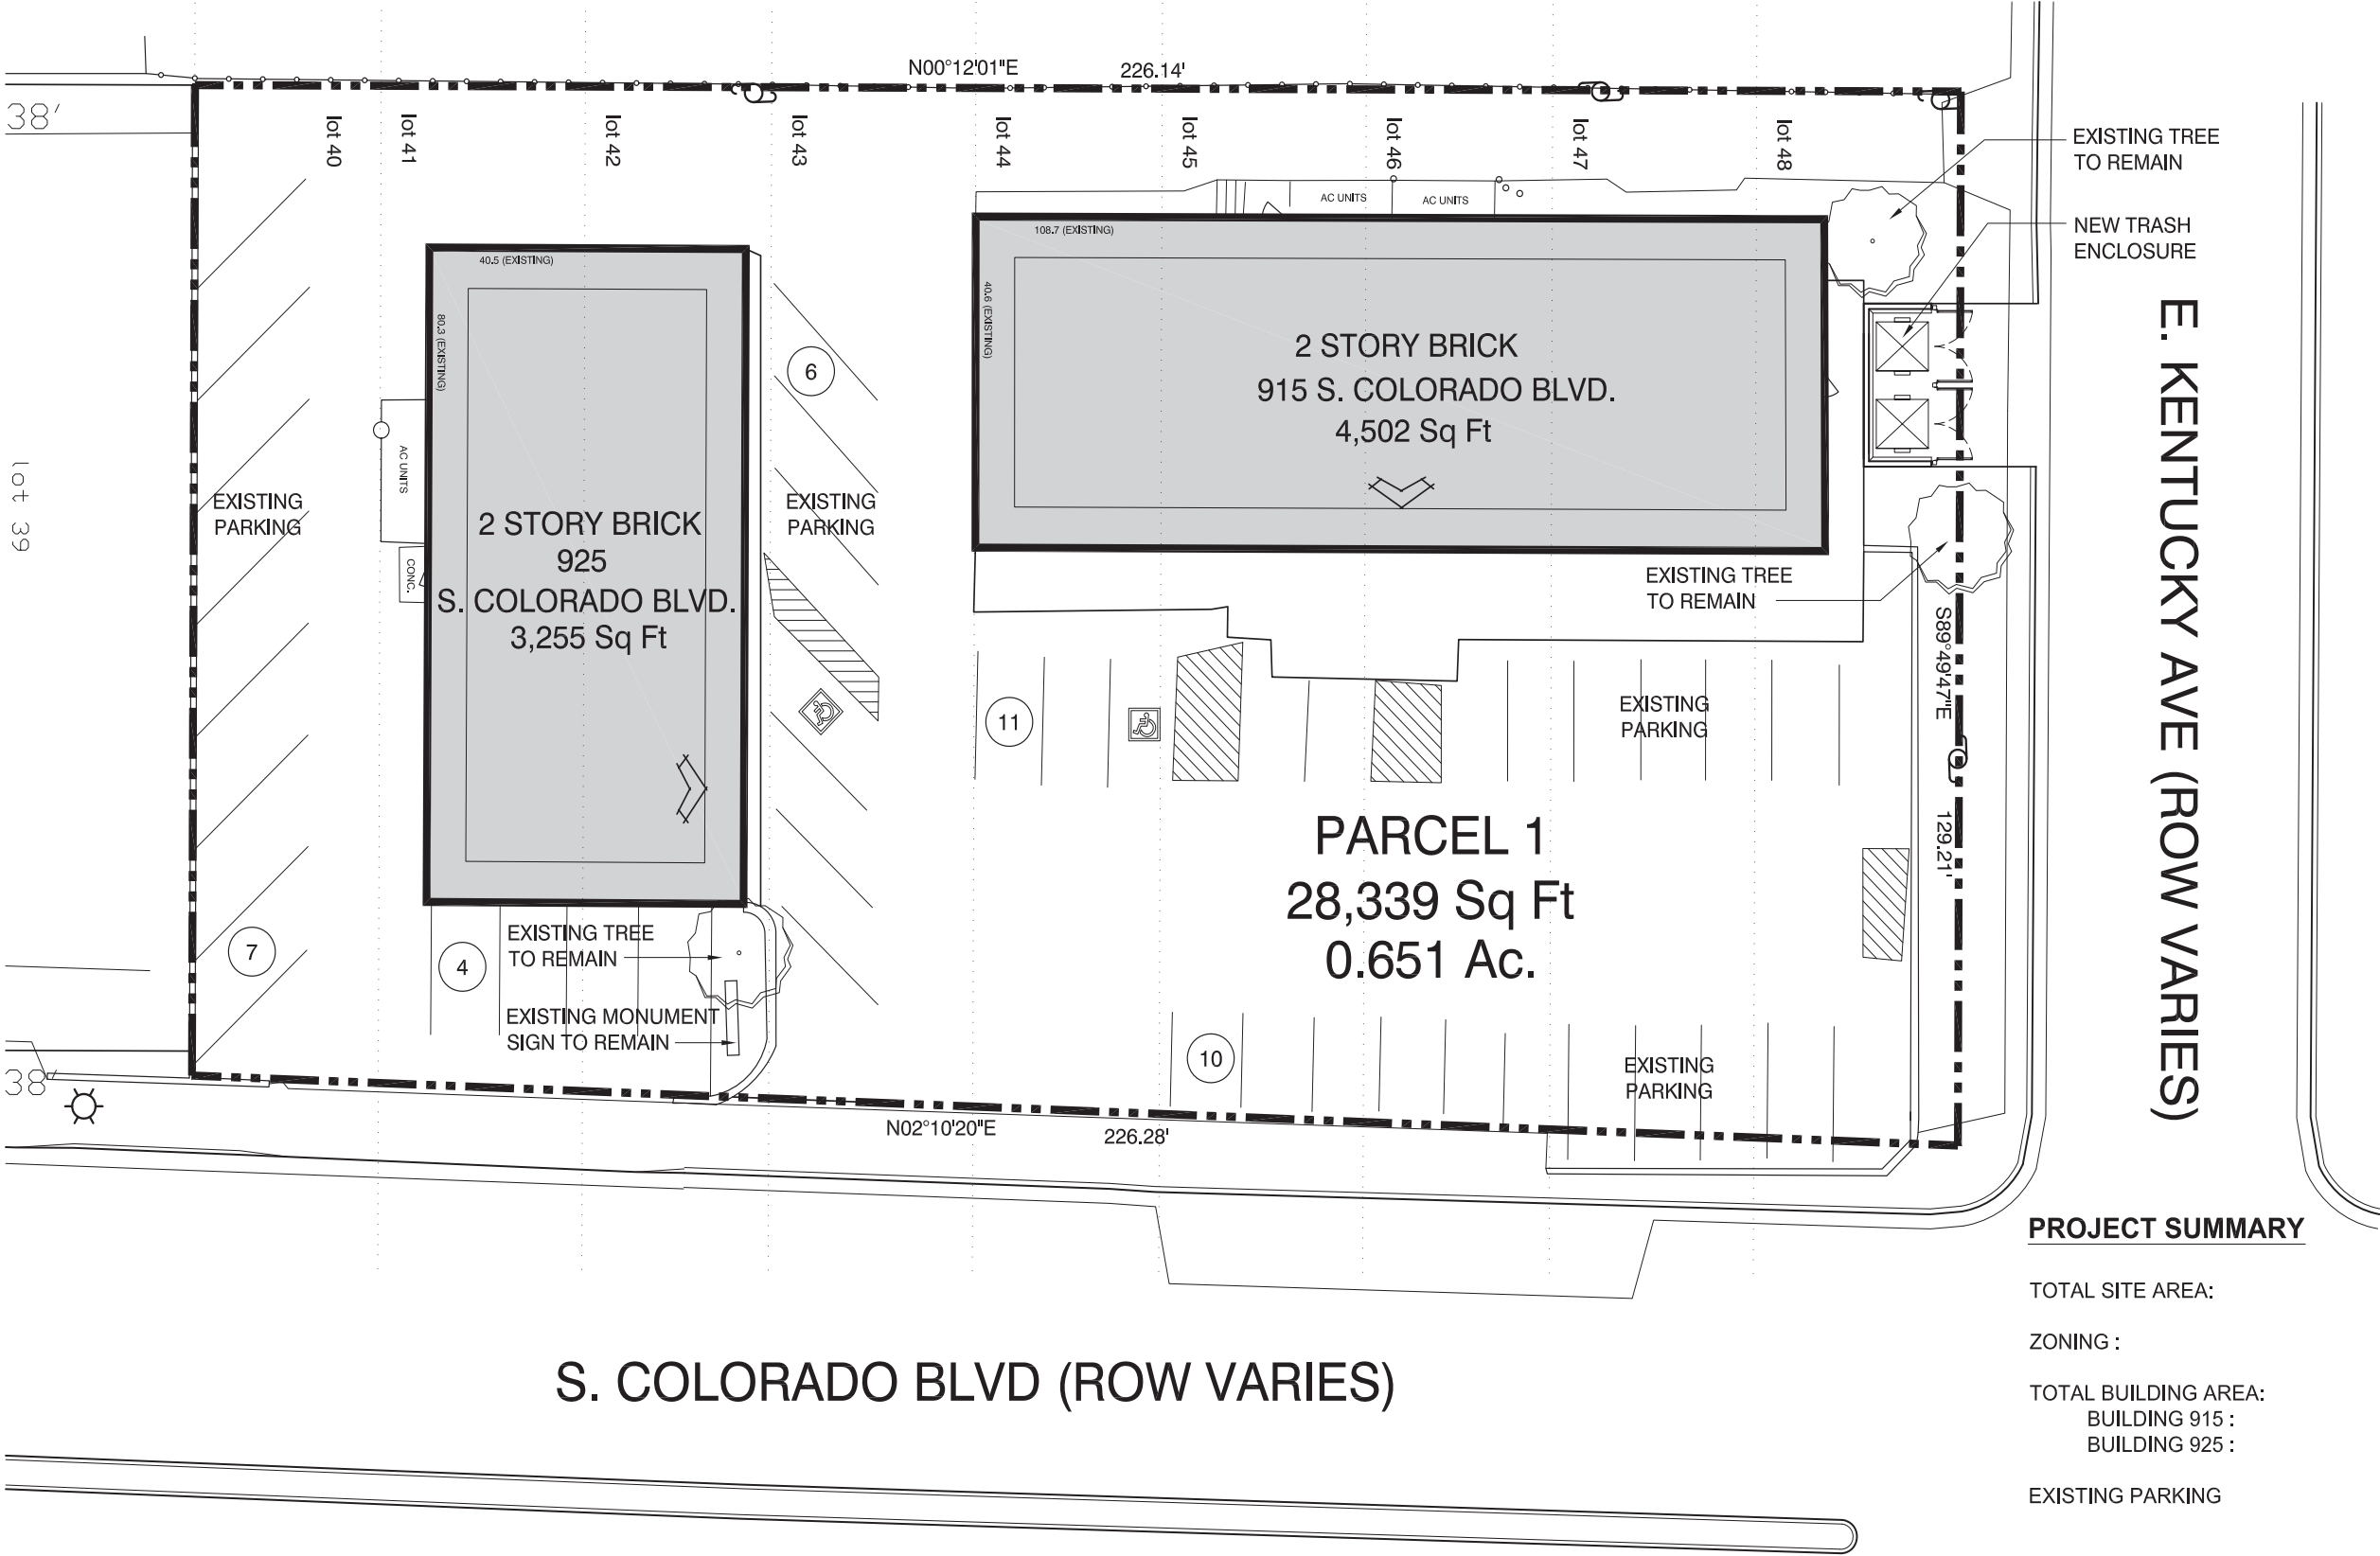 N00°12'01"E
226.14'
38'
lot 40
lot 41
lot 42
lot 43
lot 44
lot 45
lot 46
lot 47
lot 48
EXISTING TREE
TO REMAIN
NEW TRASH
ENCLOSURE
AC UNITS
AC UNITS
108.7 (EXISTING)
40.6 (EXISTING)
40.5 (EXISTING)
80.3 (EXISTING)
2 STORY BRICK
915 S. COLORADO BLVD.
4,502 Sq Ft
6
lot 39
EXISTING
PARKING
AC UNITS
CONC.
2 STORY BRICK
925
S. COLORADO BLVD.
3,255 Sq Ft
EXISTING
PARKING
EXISTING TREE
TO REMAIN
S89°49'47"E
129.21'
E. KENTUCKY AVE (ROW VARIES)
11
EXISTING
PARKING
PARCEL 1
28,339 Sq Ft
0.651 Ac.
7
4
EXISTING TREE
TO REMAIN
EXISTING MONUMENT
SIGN TO REMAIN
10
EXISTING
PARKING
38'
N02°10'20"E
226.28'
S. COLORADO BLVD (ROW VARIES)
PROJECT SUMMARY
TOTAL SITE AREA:
ZONING :
TOTAL BUILDING AREA:
BUILDING 915 :
BUILDING 925 :
EXISTING PARKING